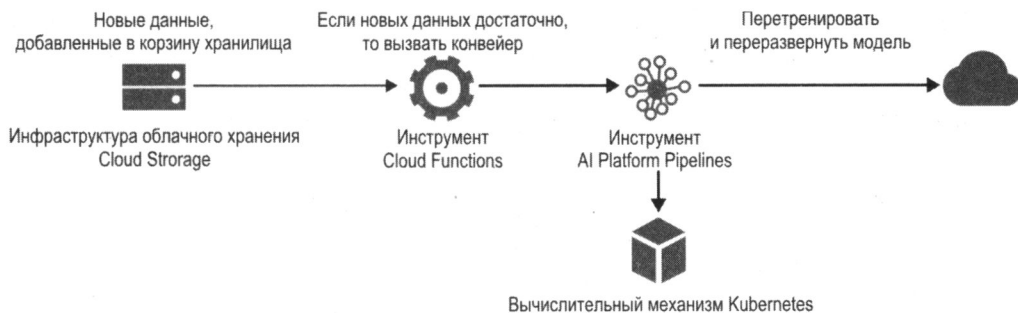 Новые данные,
добавленные в корзину хранилища
Если новых данных достаточно,
то вызвать конвейер
Перетренировать
и переразвернуть модель
Инфраструктура облачного хранения
Cloud Strorage
Инструмент
Cloud Functions
Инструмент
AI Platform Pipelines
Вычислительный механизм Kubernetes